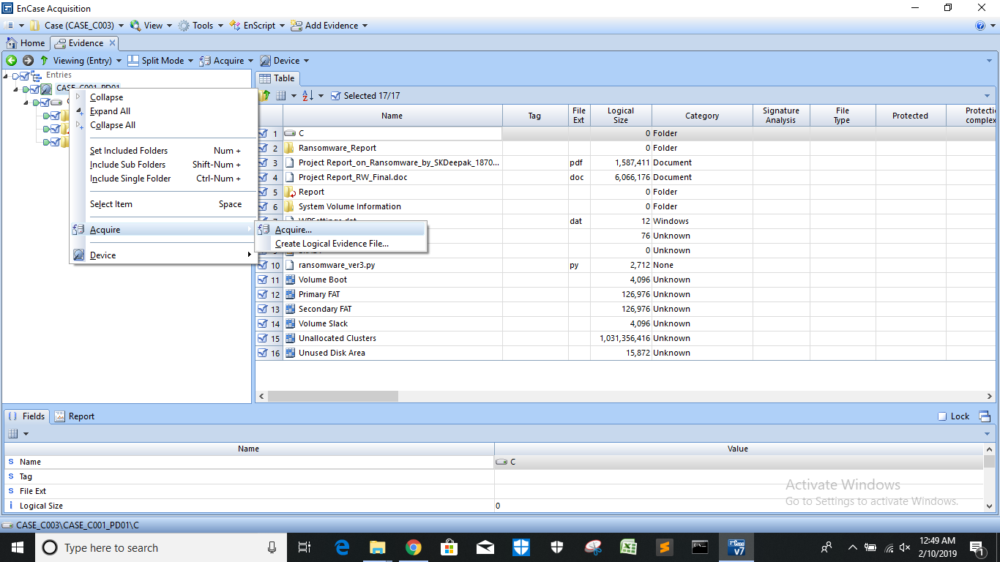 EnCase Acquisition
Case (CASE_C003) View Tools EnScript Add Evidence
Home Evidence
Viewing (Entry) Split Mode Acquire Device
Entries
CASE_C001_PD01
Collapse
Expand All
Collapse All
Set Included Folders Num +
Include Sub Folders Shift-Num +
Include Single Folder Ctrl-Num +
Select Item Space
Acquire
Device
Acquire...
Create Logical Evidence File...
Table
Selected 17/17
Name Tag File Ext Logical Size Category Signature Analysis File Type Protected Protecti complex
1 C 0 Folder
2 Ransomware_Report 0 Folder
3 Project Report_on_Ransomware_by_SKDeepak_1870... pdf 1,587,411 Document
4 Project Report_RW_Final.doc doc 6,066,176 Document
5 Report 0 Folder
6 System Volume Information 0 Folder
7 WPSettings.dat dat 12 Windows
76 Unknown
0 Unknown
10 ransomware_ver3.py py 2,712 None
11 Volume Boot 4,096 Unknown
12 Primary FAT 126,976 Unknown
13 Secondary FAT 126,976 Unknown
14 Volume Slack 4,096 Unknown
15 Unallocated Clusters 1,031,356,416 Unknown
16 Unused Disk Area 15,872 Unknown
Fields Report Lock
Name Value
S Name C
S Tag
S File Ext
i Logical Size 0
Activate Windows
Go to Settings to activate Windows.
CASE_C003\CASE_C001_PD01\C
Type here to search
v7
12:49 AM
2/10/2019
1